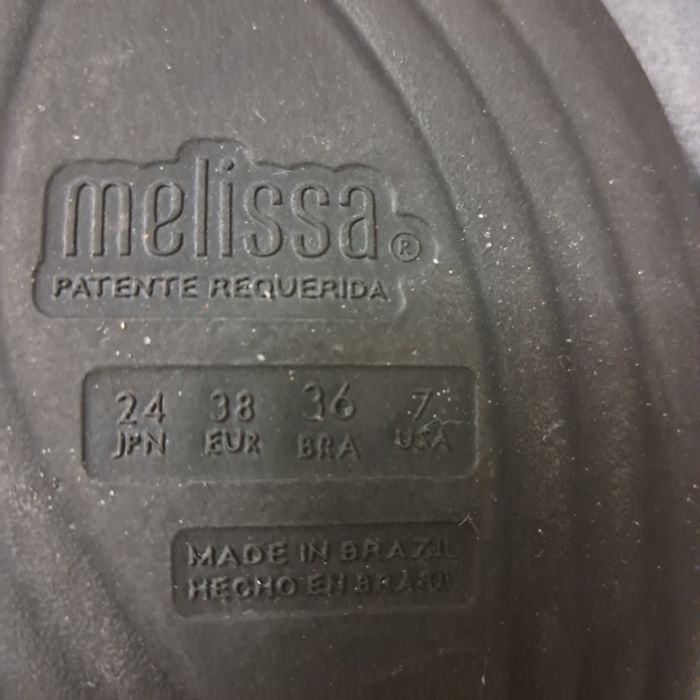 melissa®
PATENTE REQUERIDA
24 38 36 7
JPN EUR BRA USA
MADE IN BRAZIL
HECHO EN BRASIL